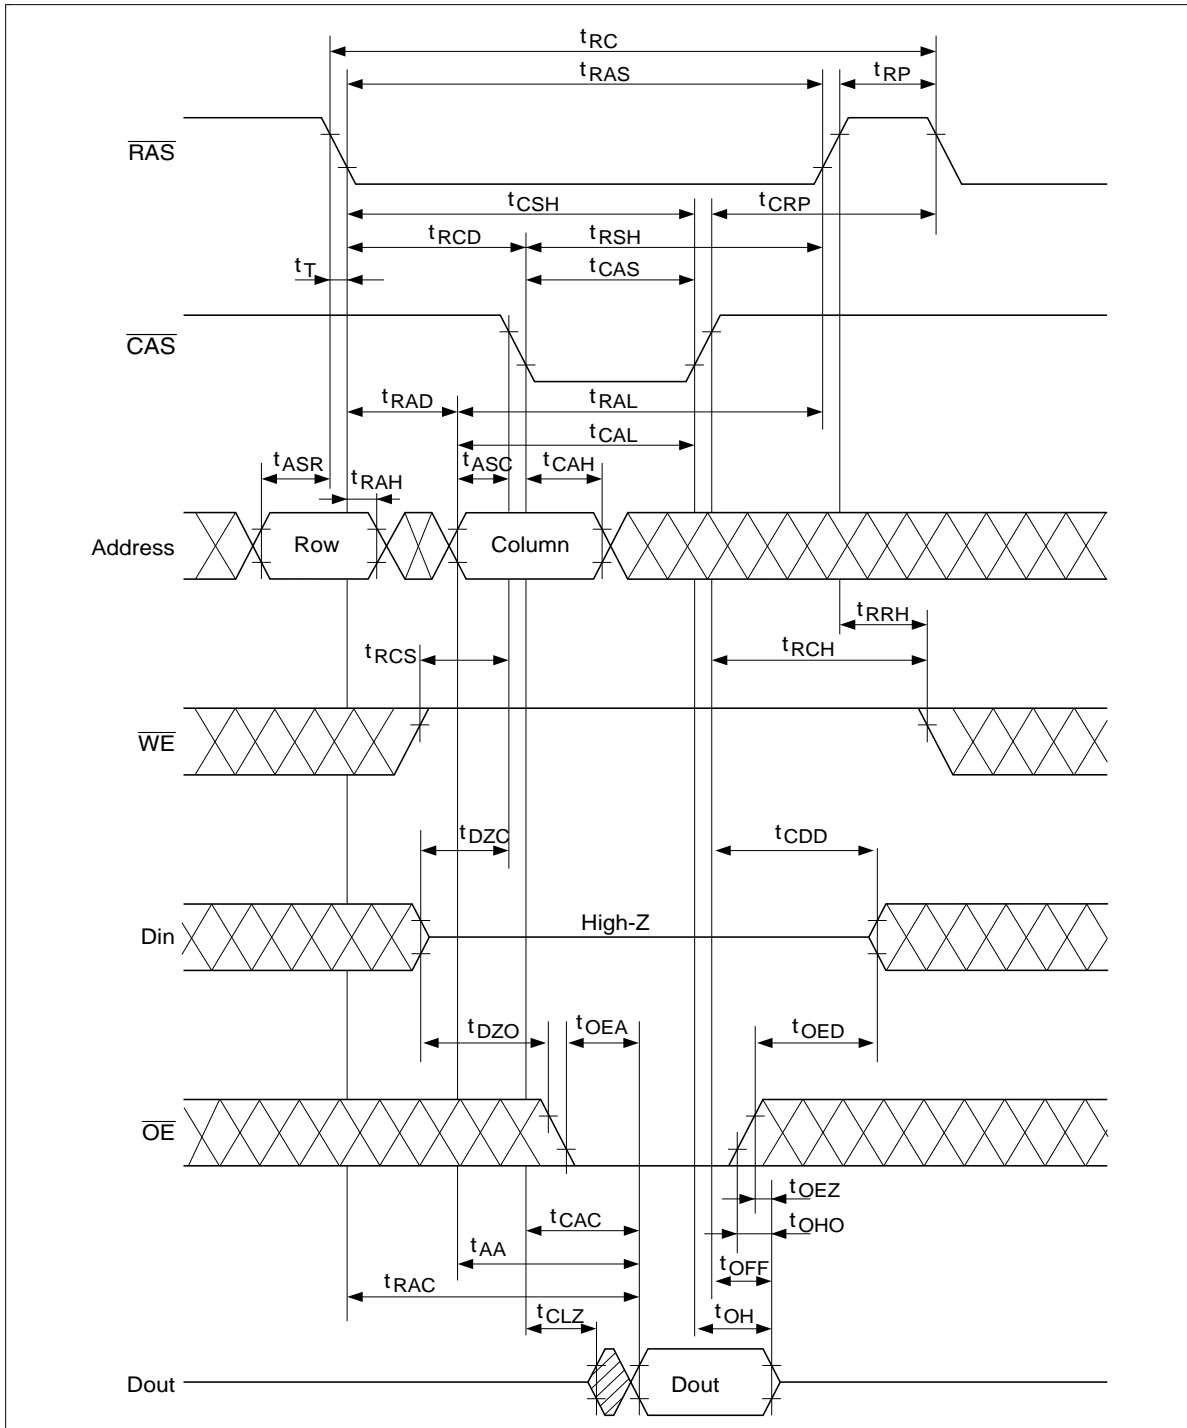 tRC
tRAS
tRP
RAS
tCSH
tCRP
tRCD
tRSH
tT
tCAS
CAS
tRAD
tRAL
tCAL
tASR
tASC
tCAH
tRAH
Address
Row
Column
tRRH
tRCS
tRCH
WE
tDZC
tCDD
Din
High-Z
tDZO
tOEA
tOED
OE
tOEZ
tCAC
tOHO
tAA
tOFF
tRAC
tCLZ
tOH
Dout
Dout